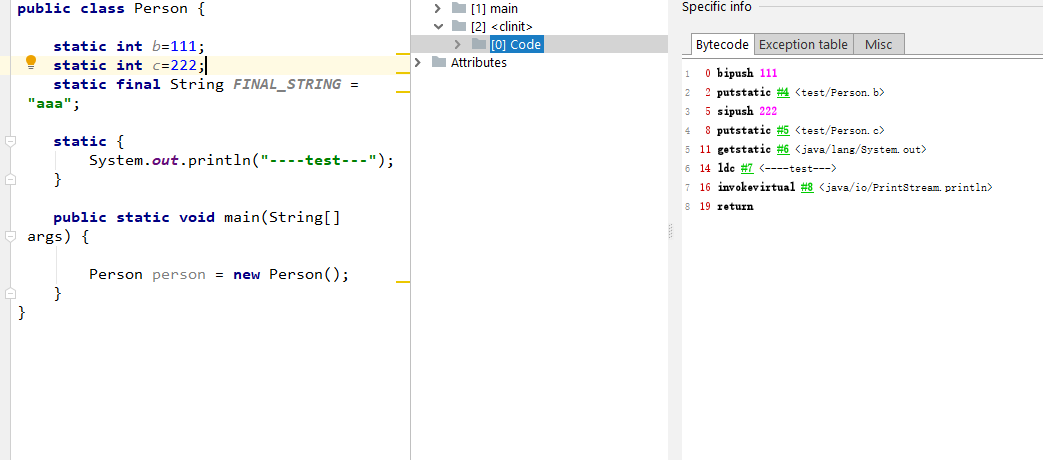 public class Person {
static int b=111;
static int c=222;
static final String FINAL_STRING =
"aaa";
static {
System.out.println("----test---");
}
public static void main(String[]
args) {
Person person = new Person();
}
}
[1] main
[2] <clinit>
[0] Code
Attributes
Specific info
Bytecode Exception table Misc
1 0 bipush 111
2 2 putstatic #4 <test/Person.b>
3 5 sipush 222
4 8 putstatic #5 <test/Person.c>
5 11 getstatic #6 <java/lang/System.out>
6 14 ldc #7 <----test--->
7 16 invokevirtual #8 <java/io/PrintStream.println>
8 19 return